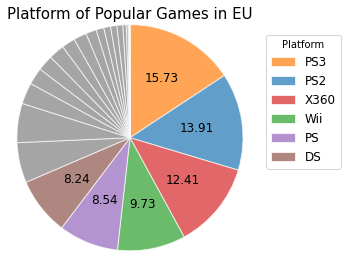 Platform of Popular Games in EU
Platform
PS3
PS2
X360
Wii
PS
DS
15.73
13.91
12.41
9.73
8.54
8.24